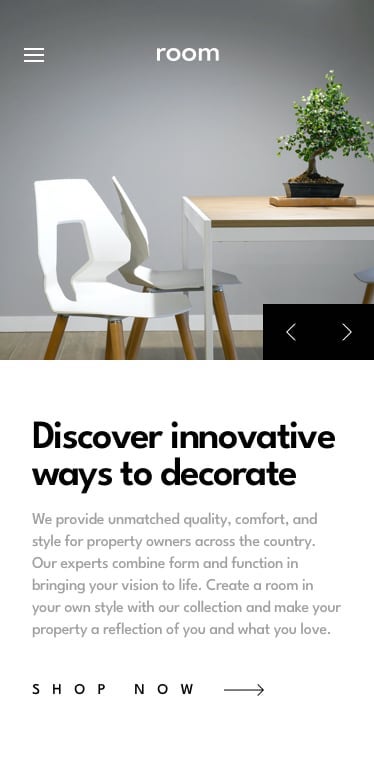 room
Discover innovative
ways to decorate
We provide unmatched quality, comfort, and
style for property owners across the country.
Our experts combine form and function in
bringing your vision to life. Create a room in
your own style with our collection and make your
property a reflection of you and what you love.
SHOP NOW